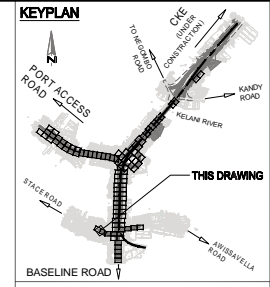 KEYPLAN
N
CKE
(UNDER
CONSTRACTION)
TO NEGOMBO
ROAD
PORT ACCESS
ROAD
KANDY
ROAD
KELANI RIVER
THIS DRAWING
STACE ROAD
AWISSAVELLA
ROAD
BASELINE ROAD